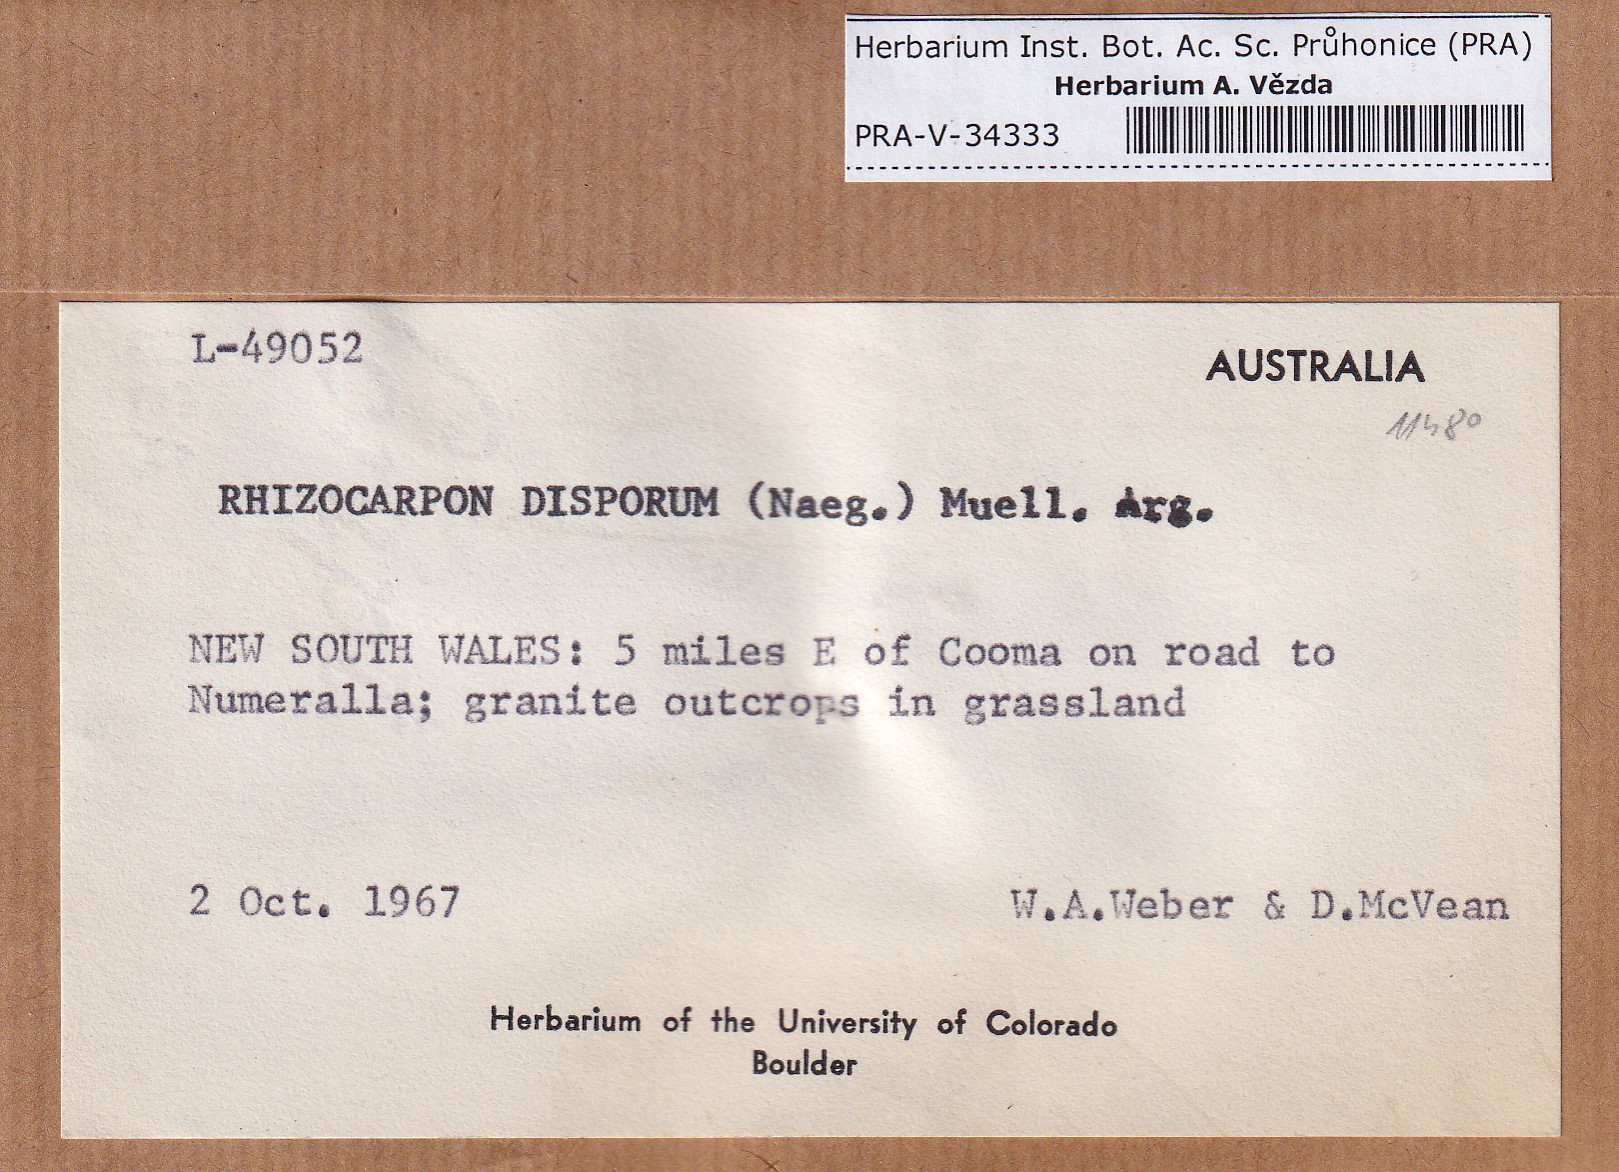 Herbarium Inst. Bot. Ac. Sc. Průhonice (PRA)
Herbarium A. Vězda
PRA-V-34333
L-49052
AUSTRALIA
RHIZOCARPON DISPORUM (Naeg.) Muell. Arg.
NEW SOUTH WALES: 5 miles E of Cooma on road to
Numeralla; granite outcrops in grassland
2 Oct. 1967
W.A.Weber & D.McVean
Herbarium of the University of Colorado
Boulder